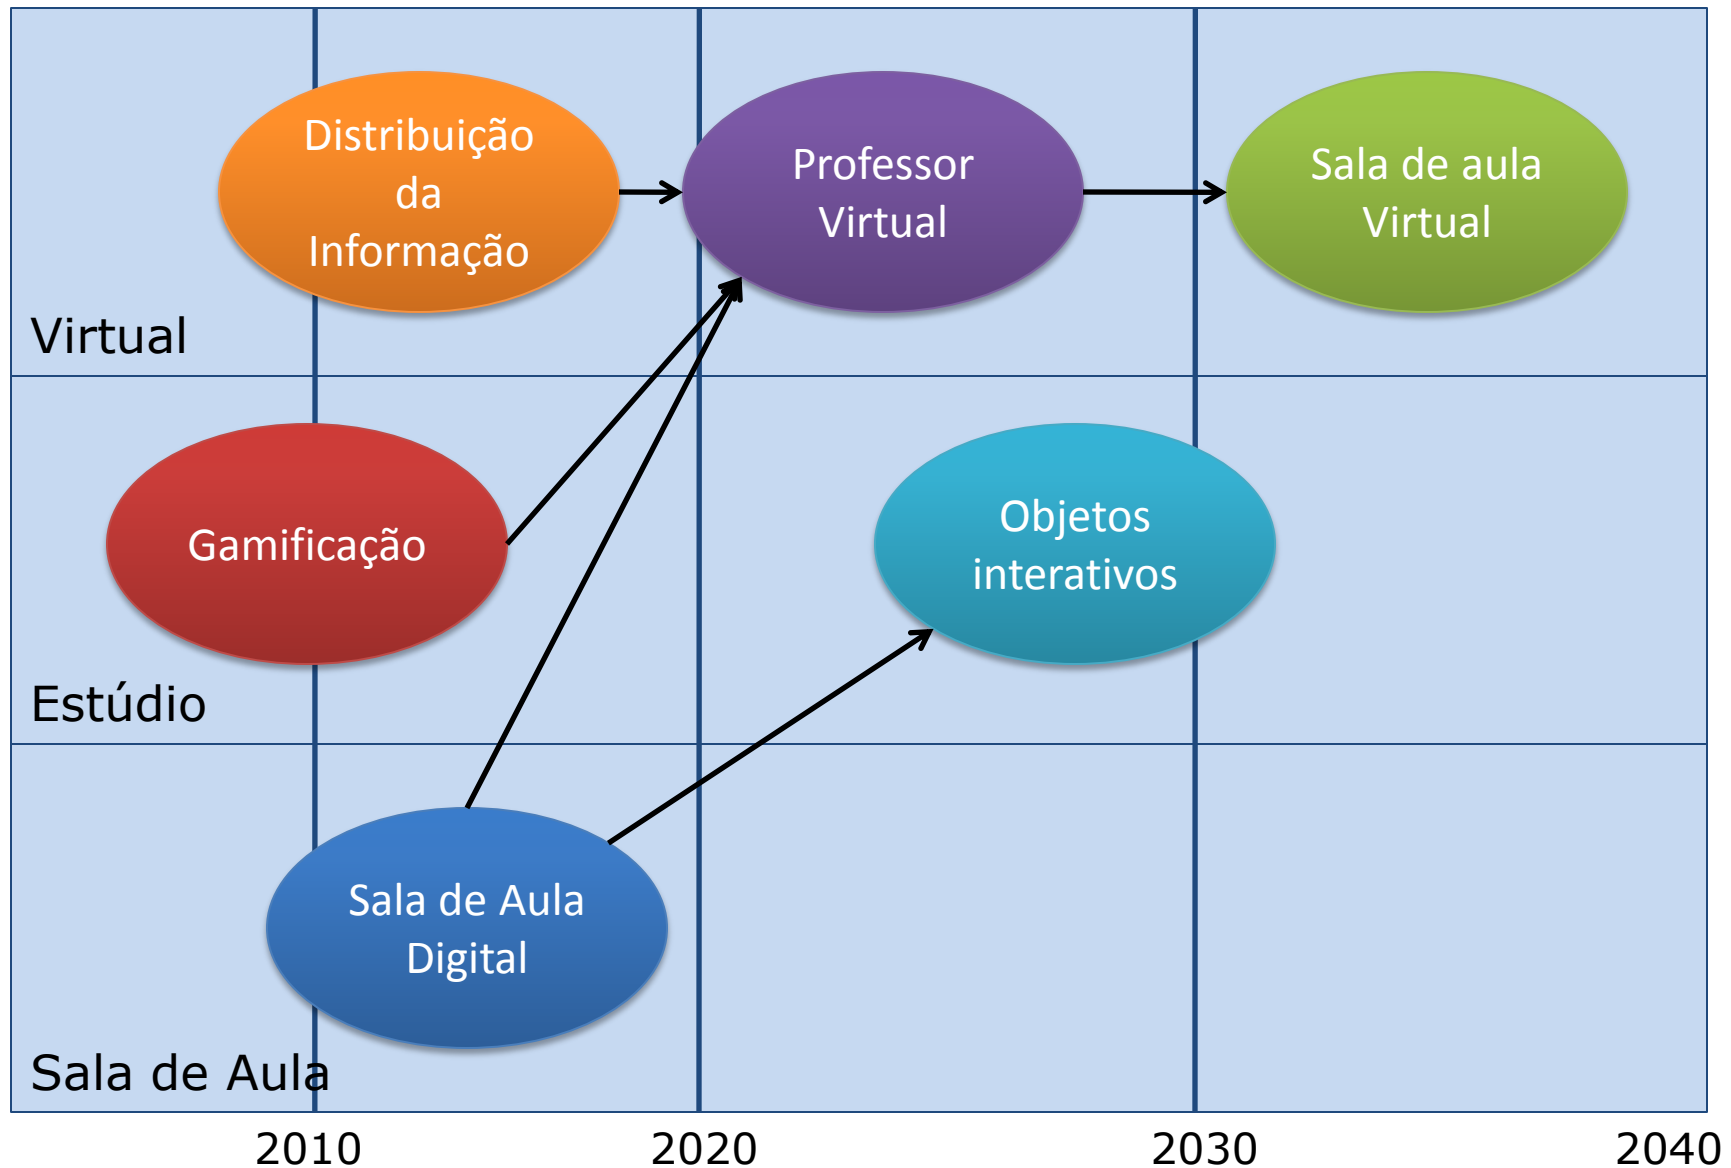 Distribuição
da
Informação
Professor
Virtual
Sala de aula
Virtual
Virtual
Gamificação
Objetos
interativos
Estúdio
Sala de Aula
Digital
Sala de Aula
2010
2020
2030
2040